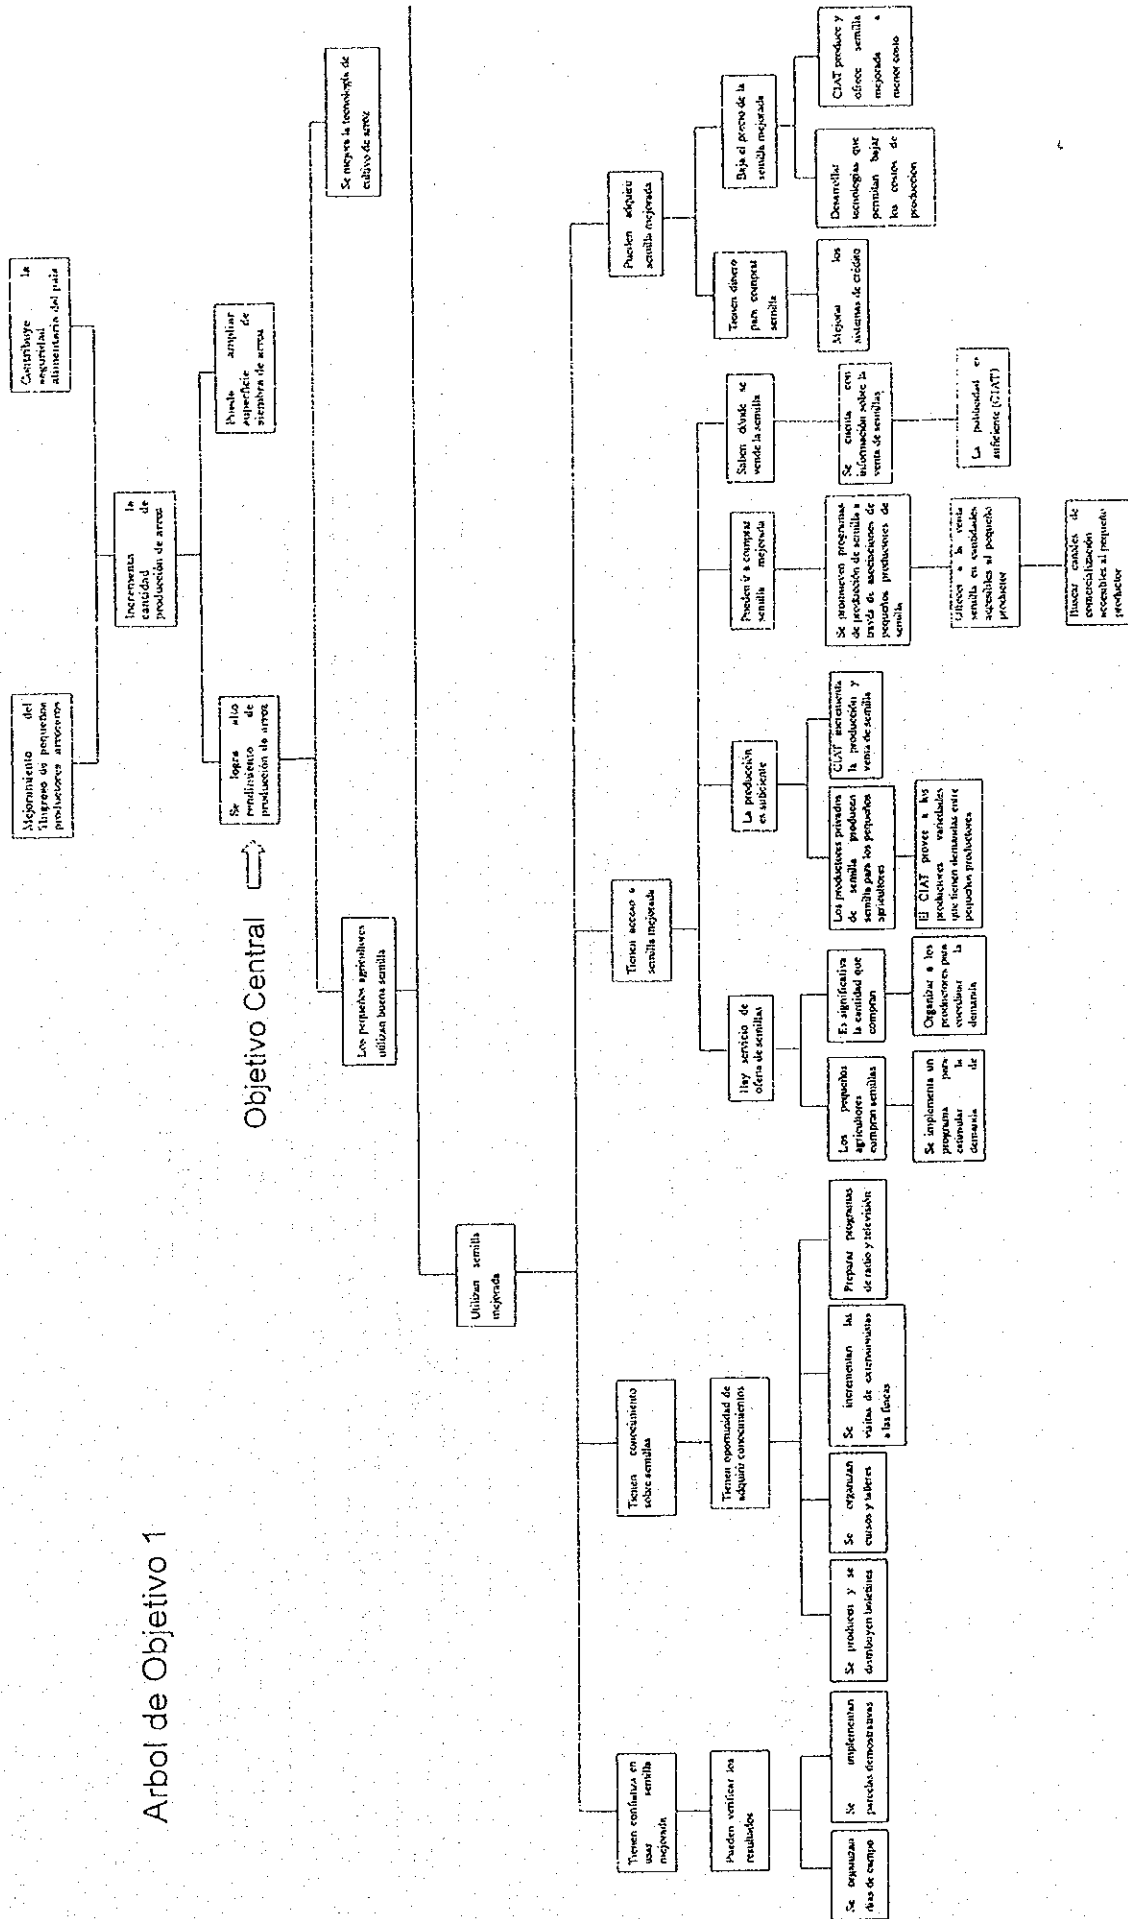 Arbol de Objetivo 1
Mejoramiento del
ingreso de pequeños
productores arroceros
Contribuye la
seguridad
alimentaria del país
Incrementa la
cantidad de
producción de arroz
Objetivo Central
Se logra alto
rendimiento de
producción de arroz
Puede ampliar
superficie de
siembra de arroz
Los pequeños agricultores
utilizan buena semilla
Se mejora la tecnología de
cultivo de arroz
Utilizan semilla
mejorada
Tienen confianza en
usar semilla
mejorada
Tienen conocimiento
sobre semillas
Tienen acceso a
semilla mejorada
Pueden adquirir
semilla mejorada
Pueden verificar los
resultados
Tienen oportunidad de
adquirir conocimientos
Hay servicio de
oferta de semillas
La producción
es suficiente
Pueden ir a comprar
semilla mejorada
Saben dónde se
vende la semilla
Tienen dinero
para comprar
semilla
Baja el precio de la
semilla mejorada
Se organizan
días de campo
Se implementan
parcelas demostrativas
Se producen y se
distribuyen boletines
Se organizan
cursos y talleres
Se incrementan las
visitas de extensionistas
a las fincas
Preparar programas
de radio y televisión
Los pequeños
agricultores
compran semillas
Es significativa
la cantidad que
compran
Los productores privados
de semilla producen
semilla para los pequeños
agricultores
CIAT incrementa
la producción y
venta de semilla
Se promueven programas
de producción de semilla a
través de asociaciones de
pequeños productores de
semilla
Se cuenta con
información sobre la
venta de semillas
Mejorar los
sistemas de crédito
Desarrollar
tecnologías que
permitan bajar
los costos de
producción
CIAT produce y
ofrece semilla
mejorada a
menor costo
Se implementa un
programa para
estimular la
demanda de
Organizar a los
productores para
coordinar la
demanda
El CIAT provee a los
productores variedades
que tienen demandas entre
pequeños productores
Ofrecer a la venta
semilla en cantidades
accesibles al pequeño
productor
La publicidad es
suficiente (CIAT)
Buscar canales de
comercialización
accesibles al pequeño
productor